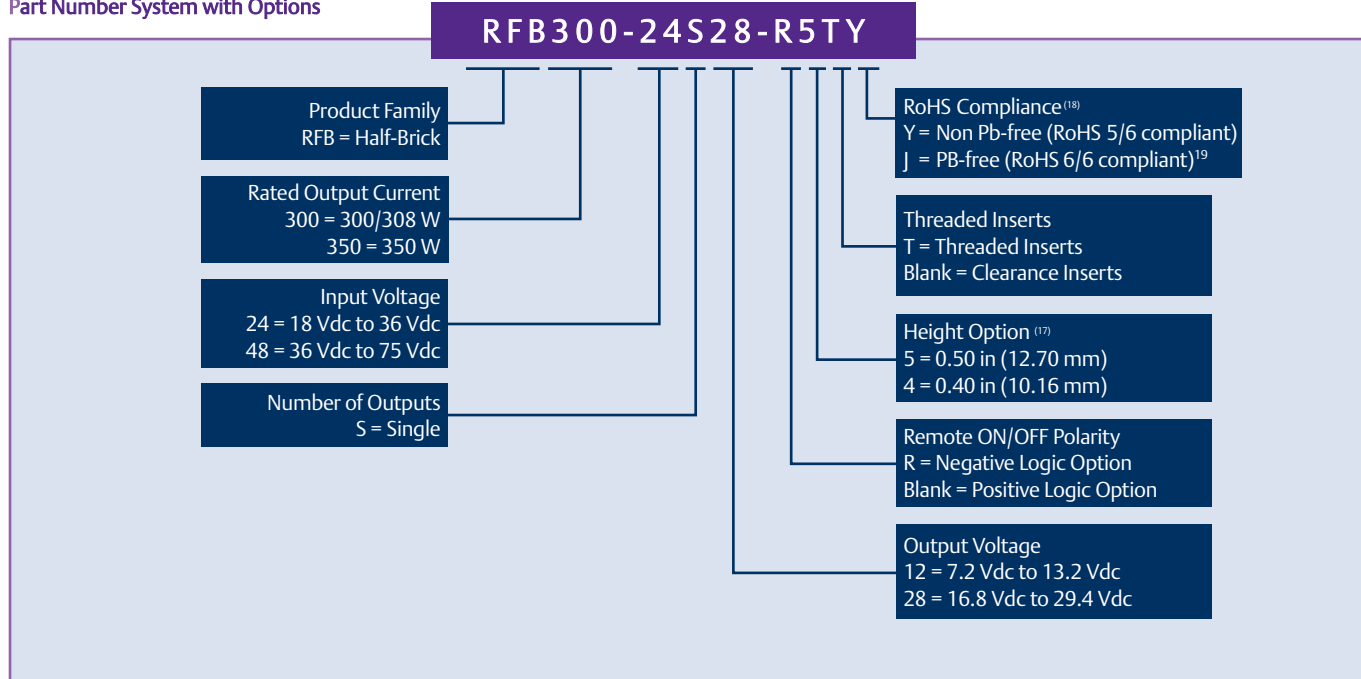 Part Number System with Options
RFB300-24S28-R5TY
Product Family
RFB = Half-Brick
Rated Output Current
300 = 300/308 W
350 = 350 W
Input Voltage
24 = 18 Vdc to 36 Vdc
48 = 36 Vdc to 75 Vdc
Number of Outputs
S = Single
RoHS Compliance (18)
Y = Non Pb-free (RoHS 5/6 compliant)
J = PB-free (RoHS 6/6 compliant)19
Threaded Inserts
T = Threaded Inserts
Blank = Clearance Inserts
Height Option (17)
5 = 0.50 in (12.70 mm)
4 = 0.40 in (10.16 mm)
Remote ON/OFF Polarity
R = Negative Logic Option
Blank = Positive Logic Option
Output Voltage
12 = 7.2 Vdc to 13.2 Vdc
28 = 16.8 Vdc to 29.4 Vdc